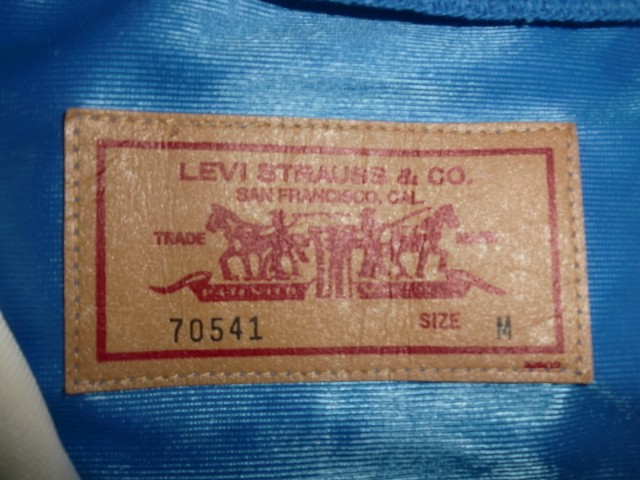 LEVI STRAUSS & CO.
SAN FRANCISCO, CAL.
TRADE MARK
70541 SIZE M